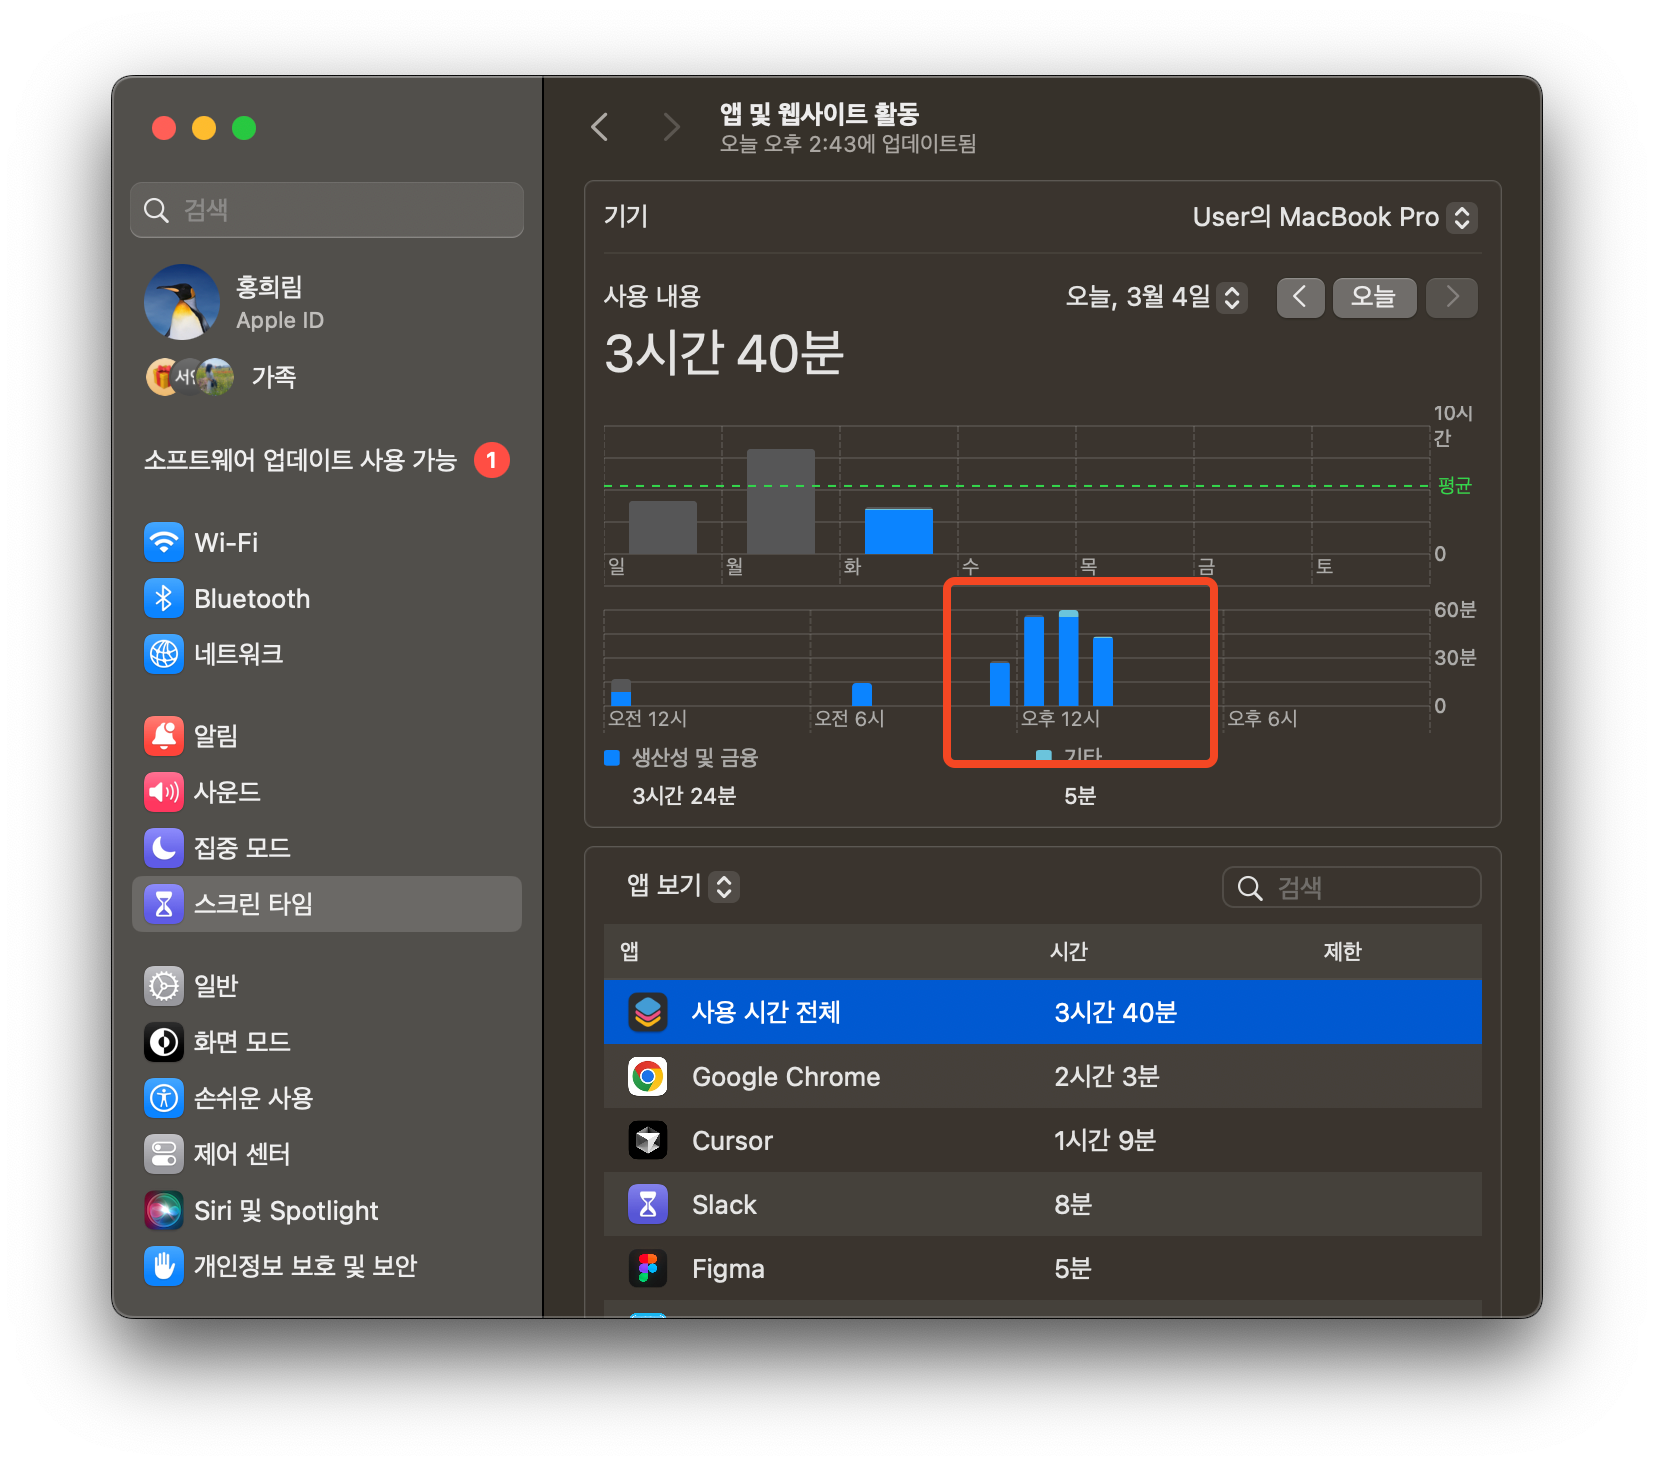 앱 및 웹사이트 활동
오늘 오후 2:43에 업데이트됨
검색
홍희림
Apple ID
가족
소프트웨어 업데이트 사용 가능 1
Wi-Fi
Bluetooth
네트워크
알림
사운드
집중 모드
스크린 타임
일반
화면 모드
손쉬운 사용
제어 센터
Siri 및 Spotlight
개인정보 보호 및 보안
기기 User의 MacBook Pro
사용 내용 오늘, 3월 4일 오늘
3시간 40분
10시
간
평균
0
일 월 화 수 목 금 토
60분
30분
0
오전 12시 오전 6시 오후 12시 오후 6시
생산성 및 금융 기타
3시간 24분 5분
앱 보기 검색
앱 시간 제한
사용 시간 전체 3시간 40분
Google Chrome 2시간 3분
Cursor 1시간 9분
Slack 8분
Figma 5분